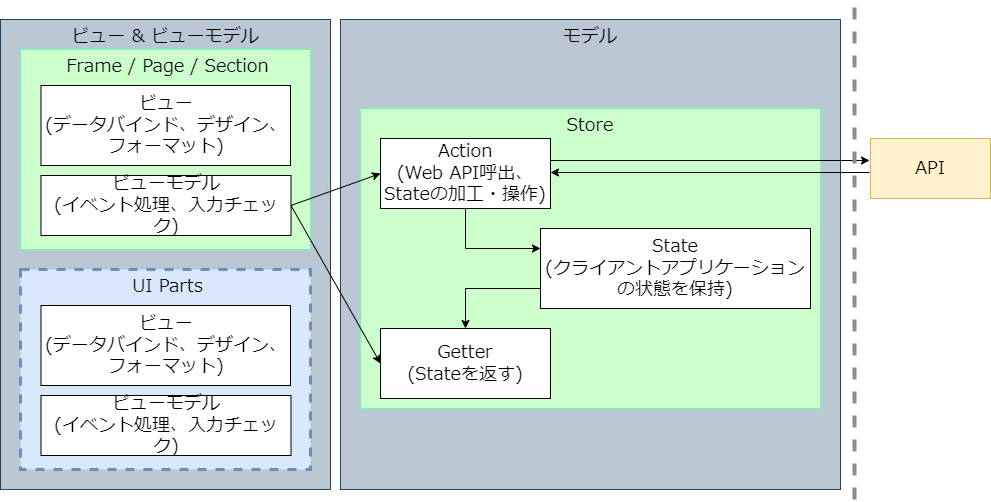 ビュー & ビューモデル
Frame / Page / Section
ビュー
(データバインド、デザイン、
フォーマット)
ビューモデル
(イベント処理、入力チェッ
ク)
UI Parts
ビュー
(データバインド、デザイン、
フォーマット)
ビューモデル
(イベント処理、入力チェッ
ク)
モデル
Store
Action
(Web API呼出、
Stateの加工・操作)
State
(クライアントアプリケーション
の状態を保持)
Getter
(Stateを返す)
API